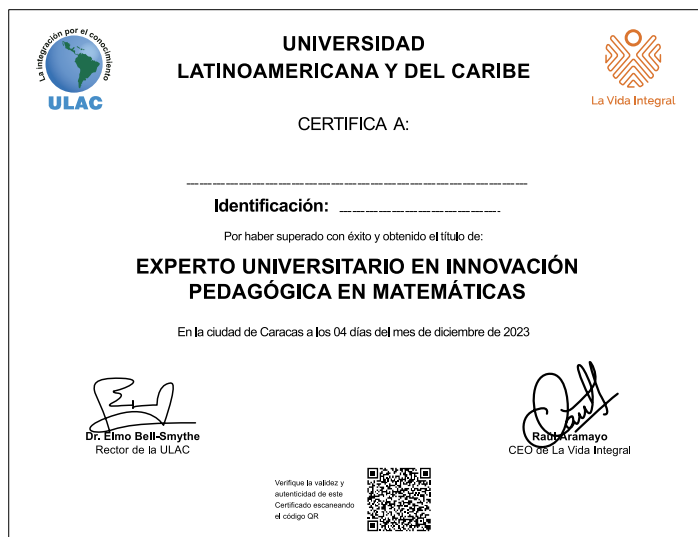 La integración por el conocimiento
ULAC
UNIVERSIDAD
LATINOAMERICANA Y DEL CARIBE
La Vida Integral
CERTIFICA A:
Identificación:
Por haber superado con éxito y obtenido el título de:
EXPERTO UNIVERSITARIO EN INNOVACIÓN
PEDAGÓGICA EN MATEMÁTICAS
En la ciudad de Caracas a los 04 días del mes de diciembre de 2023
Dr. Elmo Bell-Smythe
Rector de la ULAC
Raúl Aramayo
CEO de La Vida Integral
Verifique la validez y
autenticidad de este
Certificado escaneando
el código QR